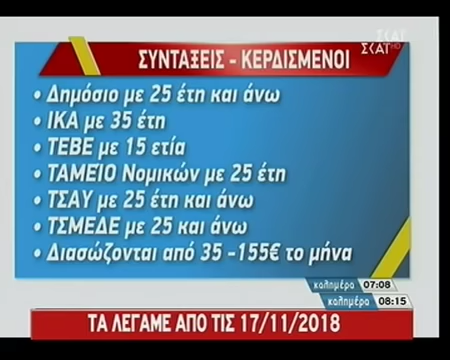 ΣΚΑΪ
ΣΚΑΪ HD
ΣΥΝΤΑΞΕΙΣ - ΚΕΡΔΙΣΜΕΝΟΙ
• Δημόσιο με 25 έτη και άνω
• ΙΚΑ με 35 έτη
• ΤΕΒΕ με 15 ετία
• ΤΑΜΕΙΟ Νομικών με 25 έτη
• ΤΣΑΥ με 25 έτη και άνω
• ΤΣΜΕΔΕ με 25 και άνω
• Διασώζονται από 35 -155€ το μήνα
καλημέρα 07:08
καλημέρα 08:15
ΤΑ ΛΕΓΑΜΕ ΑΠΟ ΤΙΣ 17/11/2018